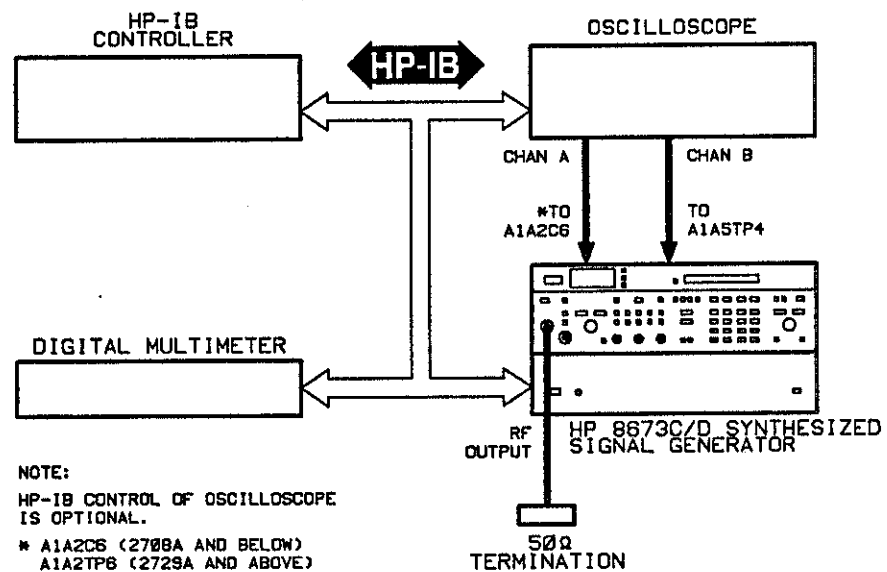 HP-IB
CONTROLLER
HP-IB
OSCILLOSCOPE
CHAN A
CHAN B
*TO
A1A2C6
TO
A1A5TP4
DIGITAL MULTIMETER
RF
OUTPUT
HP 8673C/D SYNTHESIZED
SIGNAL GENERATOR
NOTE:
HP-IB CONTROL OF OSCILLOSCOPE
IS OPTIONAL.
* A1A2C6 (2708A AND BELOW)
A1A2TP6 (2729A AND ABOVE)
50Ω
TERMINATION